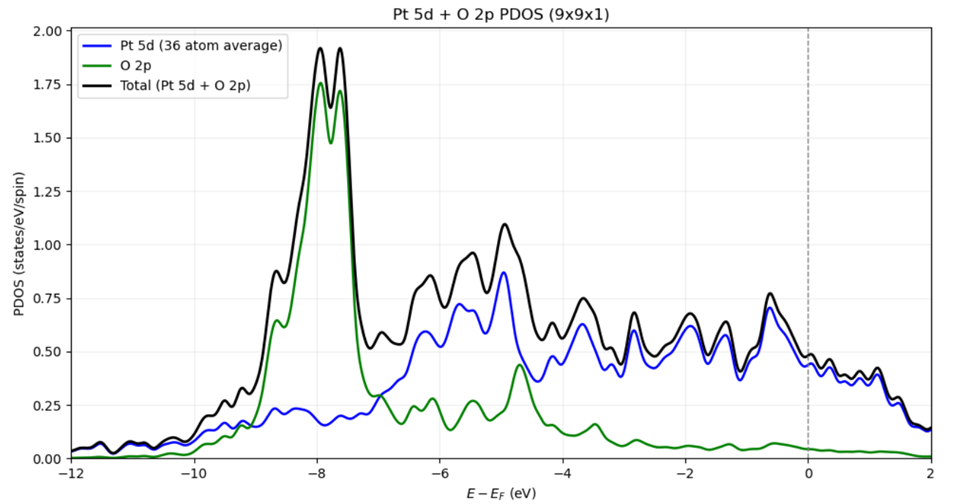 Pt 5d + O 2p PDOS (9x9x1)
2.00
1.75
1.50
1.25
1.00
0.75
0.50
0.25
0.00
PDOS (states/eV/spin)
Pt 5d (36 atom average)
O 2p
Total (Pt 5d + O 2p)
−12 −10 −8 −6 −4 −2 0 2
E − E_F (eV)